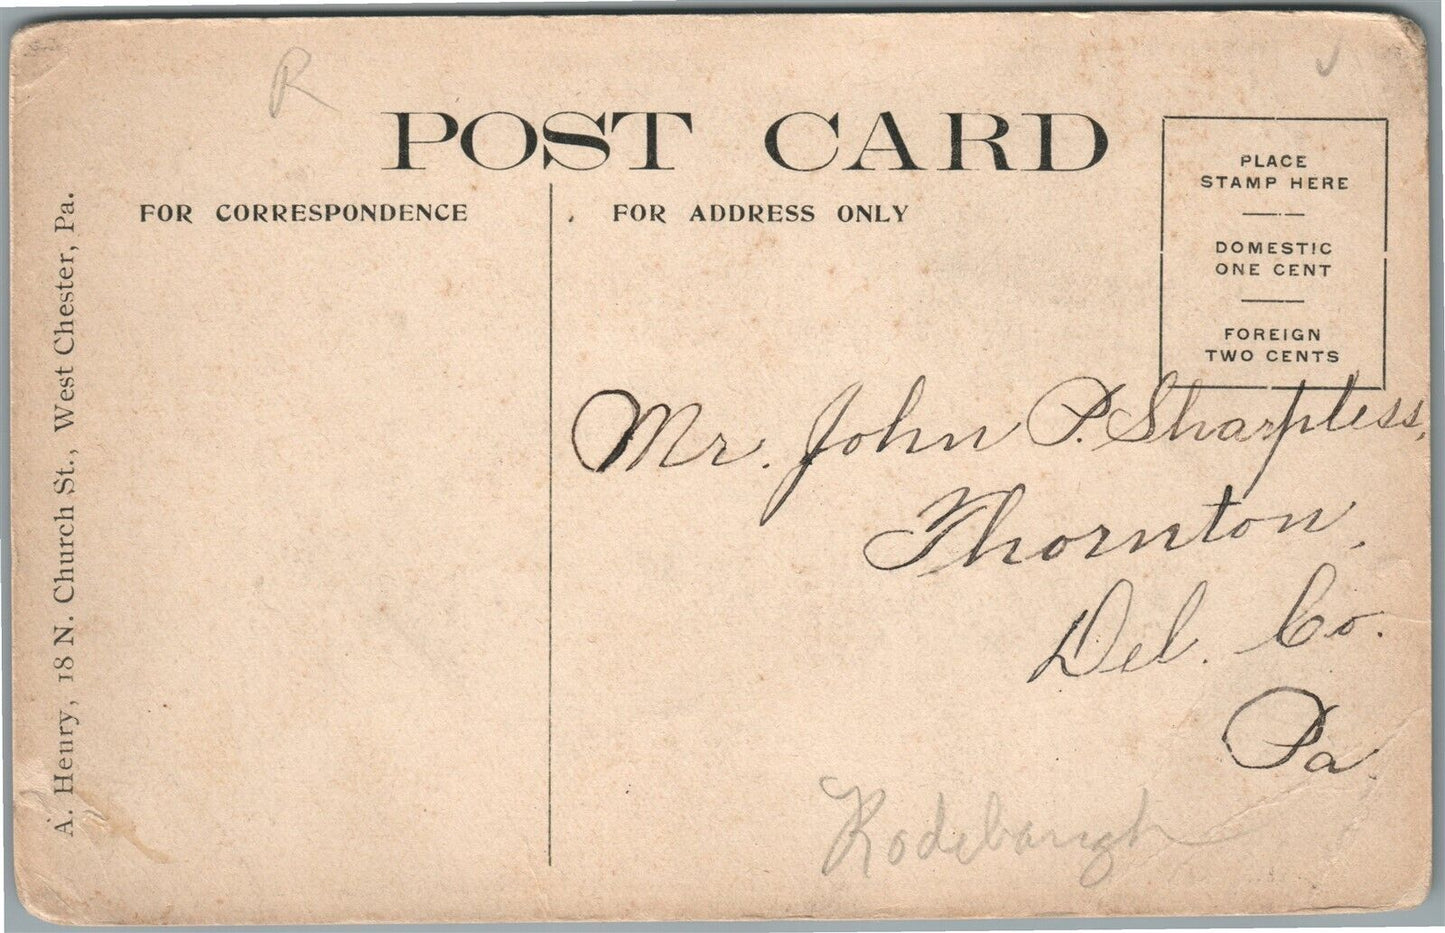 R
POST CARD
FOR CORRESPONDENCE
FOR ADDRESS ONLY
PLACE
STAMP HERE
DOMESTIC
ONE CENT
FOREIGN
TWO CENTS
A. Henry, 18 N. Church St., West Chester, Pa.
Mr. John P. Sharpless,
Thornton,
Del. Co.
Pa.
Rodebaugh